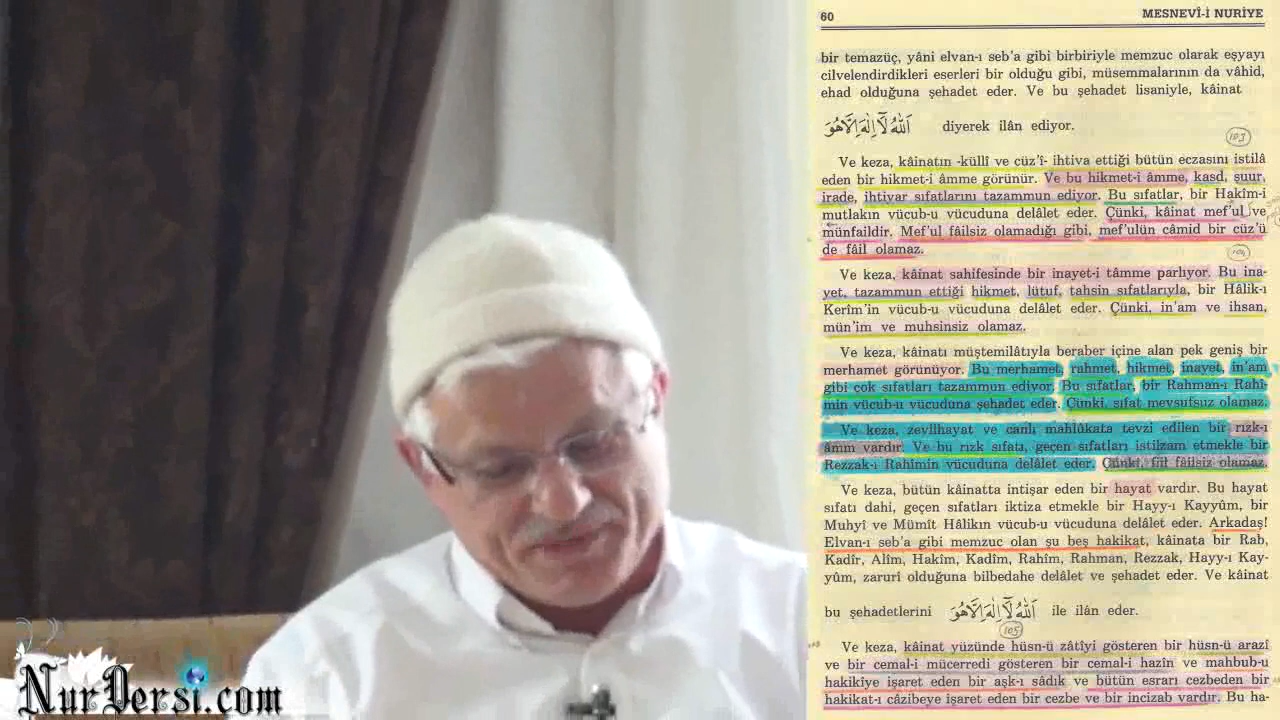 60 MESNEVÎ-İ NURİYE
bir temazüç, yâni elvan-ı seb'a gibi birbiriyle memzuc olarak eşyayı
cilvelendirdikleri eserleri bir olduğu gibi, müsemmalarının da vâhid,
ehad olduğuna şehadet eder. Ve bu şehadet lisaniyle, kâinat
اَللّٰهُ لَٓا اِلٰهَ اِلَّا هُوَ diyerek ilân ediyor.
103
Ve keza, kâinatın -küllî ve cüz'î- ihtiva ettiği bütün eczasını istilâ
eden bir hikmet-i âmme görünür. Ve bu hikmet-i âmme, kasd, şuur,
irade, ihtiyar sıfatlarını tazammun ediyor. Bu sıfatlar, bir Hakîm-i
mutlakın vücub-u vücuduna delâlet eder. Çünki, kâinat mef'ul ve
münfaildir. Mef'ul fâilsiz olamadığı gibi, mef'ulün câmid bir cüz'ü
de fâil olamaz.
104
Ve keza, kâinat sahifesinde bir inayet-i tâmme parlıyor. Bu ina-
yet, tazammun ettiği hikmet, lütuf, tahsin sıfatlarıyla, bir Hâlik-ı
Kerîm'in vücub-u vücuduna delâlet eder. Çünki, in'am ve ihsan,
mün'im ve muhsinsiz olamaz.
Ve keza, kâinatı müştemilâtıyla beraber içine alan pek geniş bir
merhamet görünüyor. Bu merhamet, rahmet, hikmet, inayet, in'am
gibi çok sıfatları tazammun ediyor. Bu sıfatlar, bir Rahman-ı Rahî-
min vücub-u vücuduna şehadet eder. Çünki, sıfat mevsufsuz olamaz.
Ve keza, zevilhayat ve canlı mahlûkata tevzi edilen bir rızk-ı
âmm vardır. Ve bu rızk sıfatı, geçen sıfatları istilzam etmekle bir
Rezzak-ı Rahîmin vücuduna delâlet eder. Çünki, fiil fâilsiz olamaz.
Ve keza, bütün kâinatta intişar eden bir hayat vardır. Bu hayat
sıfatı dahi, geçen sıfatları iktiza etmekle bir Hayy-ı Kayyûm, bir
Muhyî ve Mümît Hâlikın vücub-u vücuduna delâlet eder. Arkadaş!
Elvan-ı seb'a gibi memzuc olan şu beş hakikat, kâinata bir Rab,
Kadîr, Alîm, Hakîm, Kadîm, Rahîm, Rahman, Rezzak, Hayy-ı Kay-
yûm, zarurî olduğuna bilbedahe delâlet ve şehadet eder. Ve kâinat
bu şehadetlerini اَللّٰهُ لَٓا اِلٰهَ اِلَّا هُوَ ile ilân eder.
105
Ve keza, kâinat yüzünde hüsn-ü zâtîyi gösteren bir hüsn-ü arazî
ve bir cemal-i mücerredi gösteren bir cemal-i hazîn ve mahbub-u
hakikiye işaret eden bir aşk-ı sâdık ve bütün esrarı cezbeden bir
hakikat-ı câzibeye işaret eden bir cezbe ve bir incizab vardır. Bu ha-
NurDersi.com